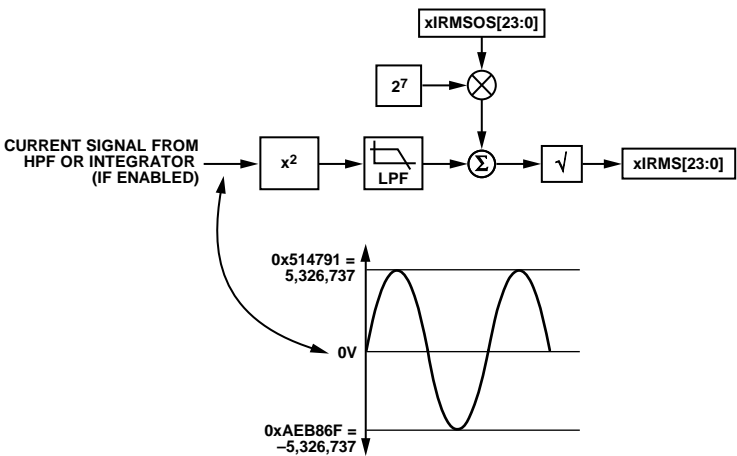 xIRMSOS[23:0]
2⁷
CURRENT SIGNAL FROM
HPF OR INTEGRATOR
(IF ENABLED)
x²
LPF
Σ
√
xIRMS[23:0]
0x514791 =
5,326,737
0V
0xAEB86F =
–5,326,737